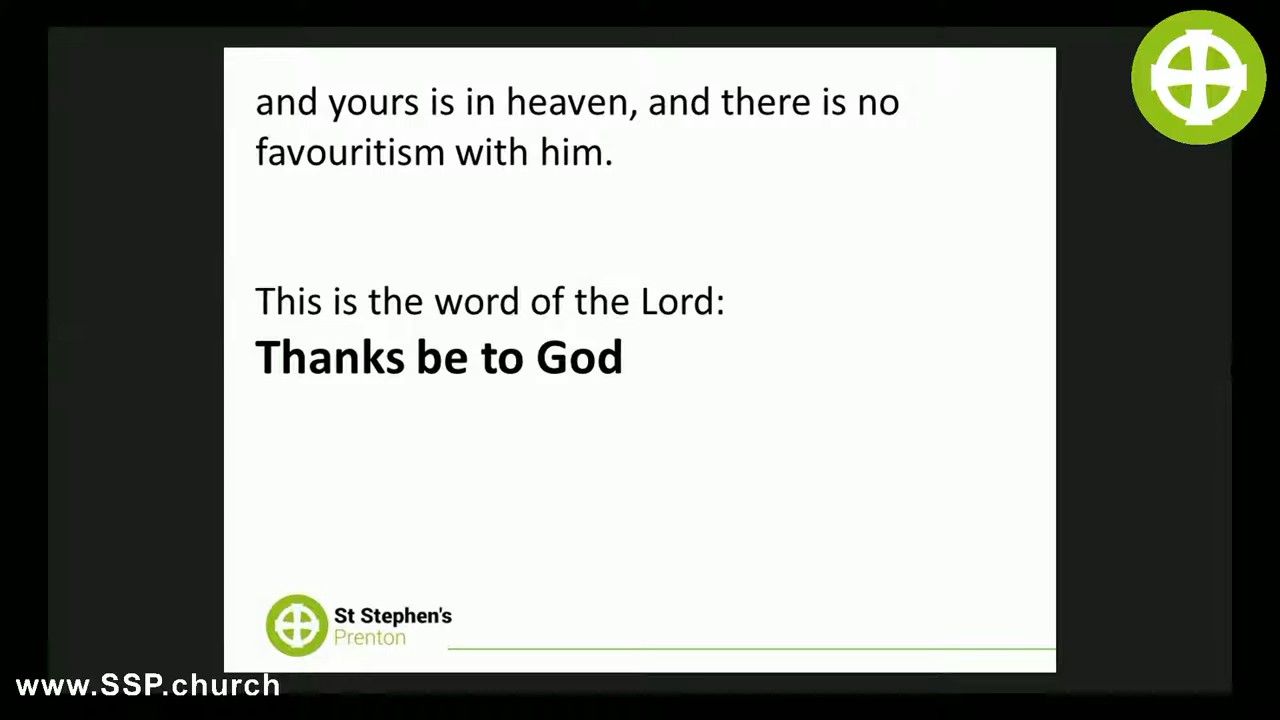 and yours is in heaven, and there is no
favouritism with him.
This is the word of the Lord:
Thanks be to God
St Stephen's
Prenton
www.SSP.church